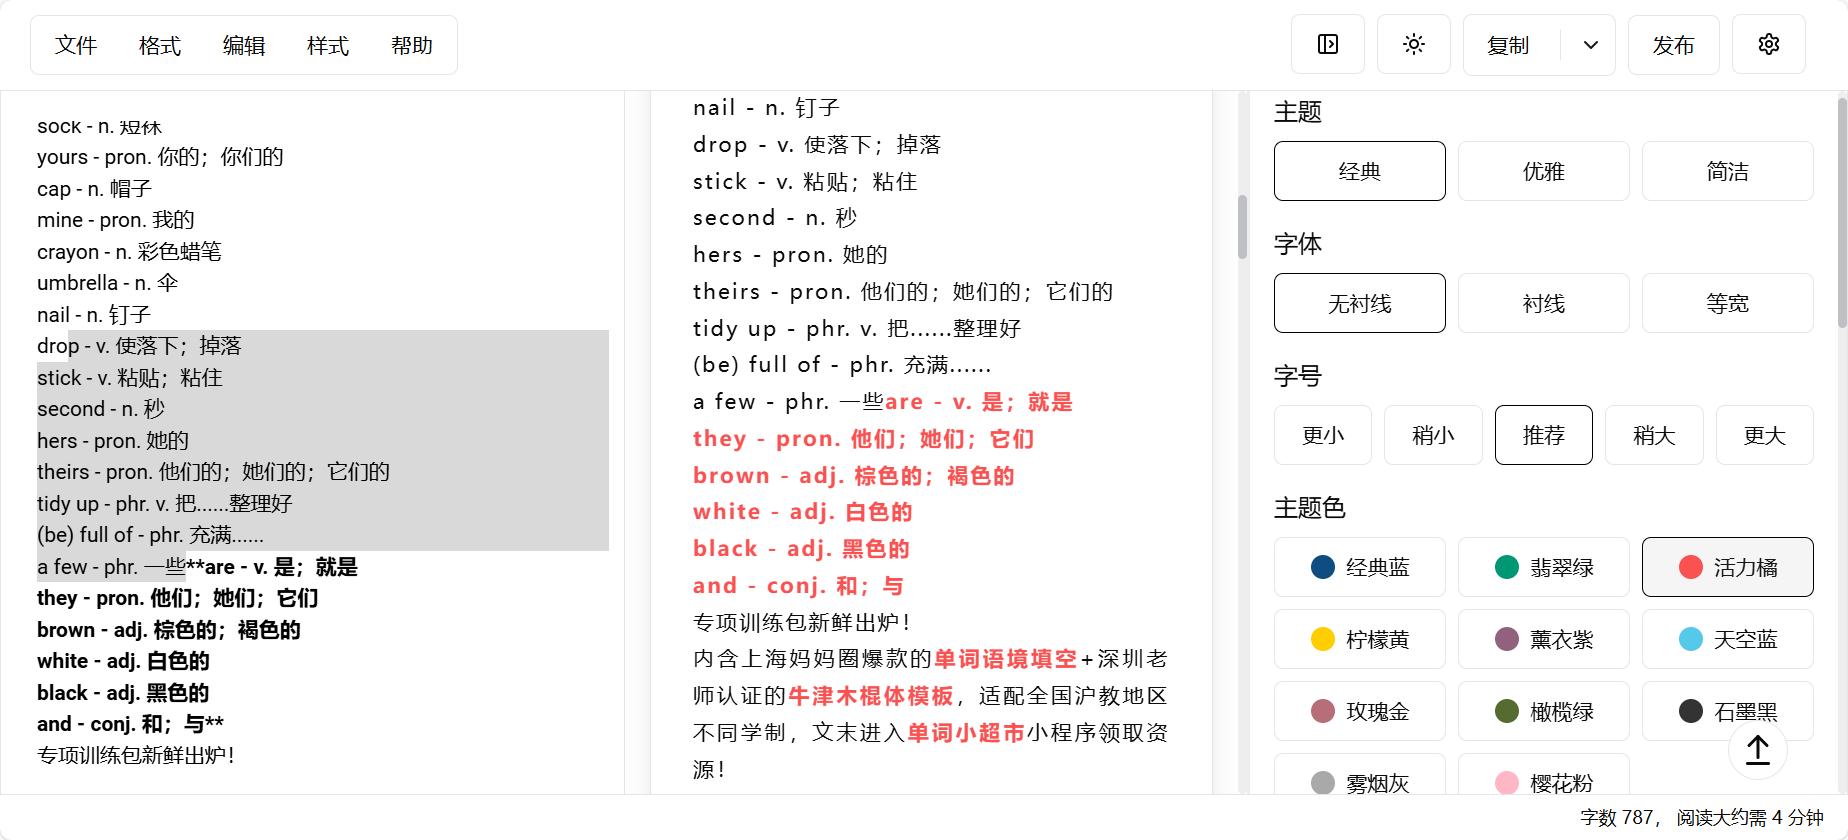 文件 格式 编辑 样式 帮助 复制 发布
sock - n. 短袜
yours - pron. 你的；你们的
cap - n. 帽子
mine - pron. 我的
crayon - n. 彩色蜡笔
umbrella - n. 伞
nail - n. 钉子
drop - v. 使落下；掉落
stick - v. 粘贴；粘住
second - n. 秒
hers - pron. 她的
theirs - pron. 他们的；她们的；它们的
tidy up - phr. v. 把……整理好
(be) full of - phr. 充满……
a few - phr. 一些**are - v. 是；就是
they - pron. 他们；她们；它们
brown - adj. 棕色的；褐色的
white - adj. 白色的
black - adj. 黑色的
and - conj. 和；与**
专项训练包新鲜出炉！
nail - n. 钉子
drop - v. 使落下；掉落
stick - v. 粘贴；粘住
second - n. 秒
hers - pron. 她的
theirs - pron. 他们的；她们的；它们的
tidy up - phr. v. 把……整理好
(be) full of - phr. 充满……
a few - phr. 一些are - v. 是；就是
they - pron. 他们；她们；它们
brown - adj. 棕色的；褐色的
white - adj. 白色的
black - adj. 黑色的
and - conj. 和；与
专项训练包新鲜出炉！
内含上海妈妈圈爆款的单词语境填空+深圳老
师认证的牛津木棍体模板，适配全国沪教地区
不同学制，文末进入单词小超市小程序领取资
源！
主题
经典 优雅 简洁
字体
无衬线 衬线 等宽
字号
更小 稍小 推荐 稍大 更大
主题色
经典蓝 翡翠绿 活力橘
柠檬黄 薰衣紫 天空蓝
玫瑰金 橄榄绿 石墨黑
雾烟灰 樱花粉
字数 787， 阅读大约需 4 分钟